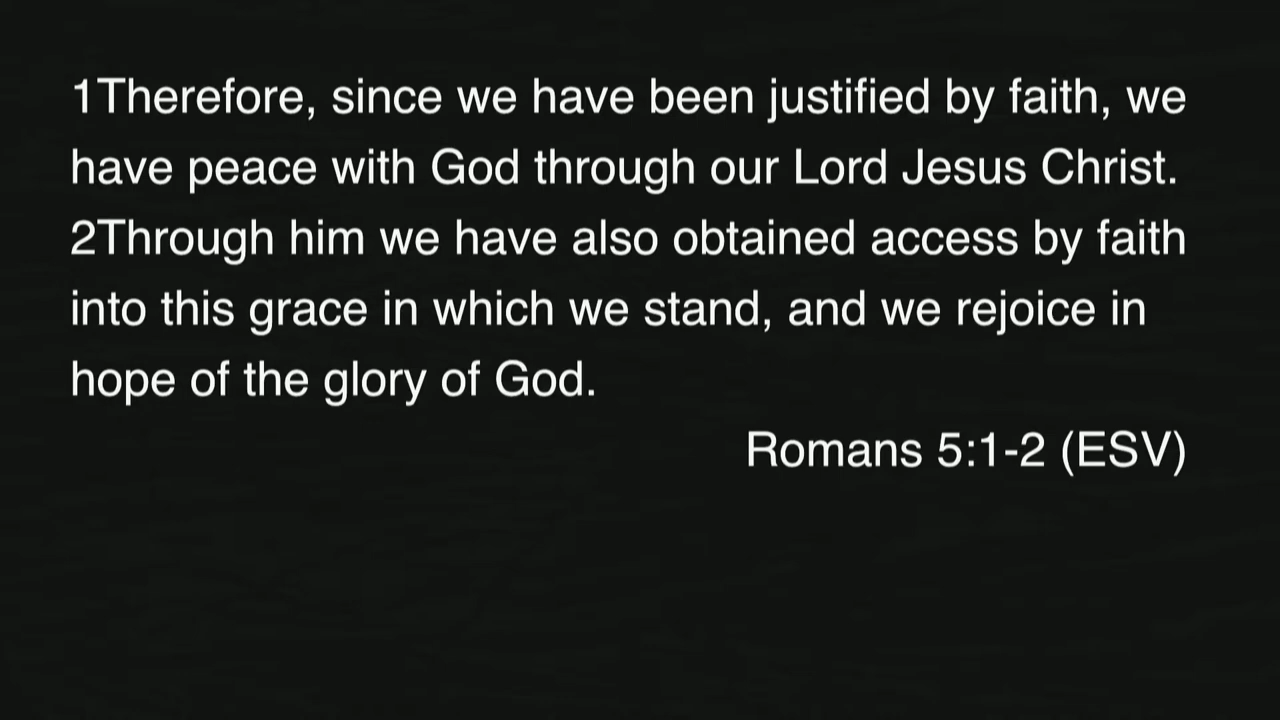 1Therefore, since we have been justified by faith, we
have peace with God through our Lord Jesus Christ.
2Through him we have also obtained access by faith
into this grace in which we stand, and we rejoice in
hope of the glory of God.
Romans 5:1-2 (ESV)